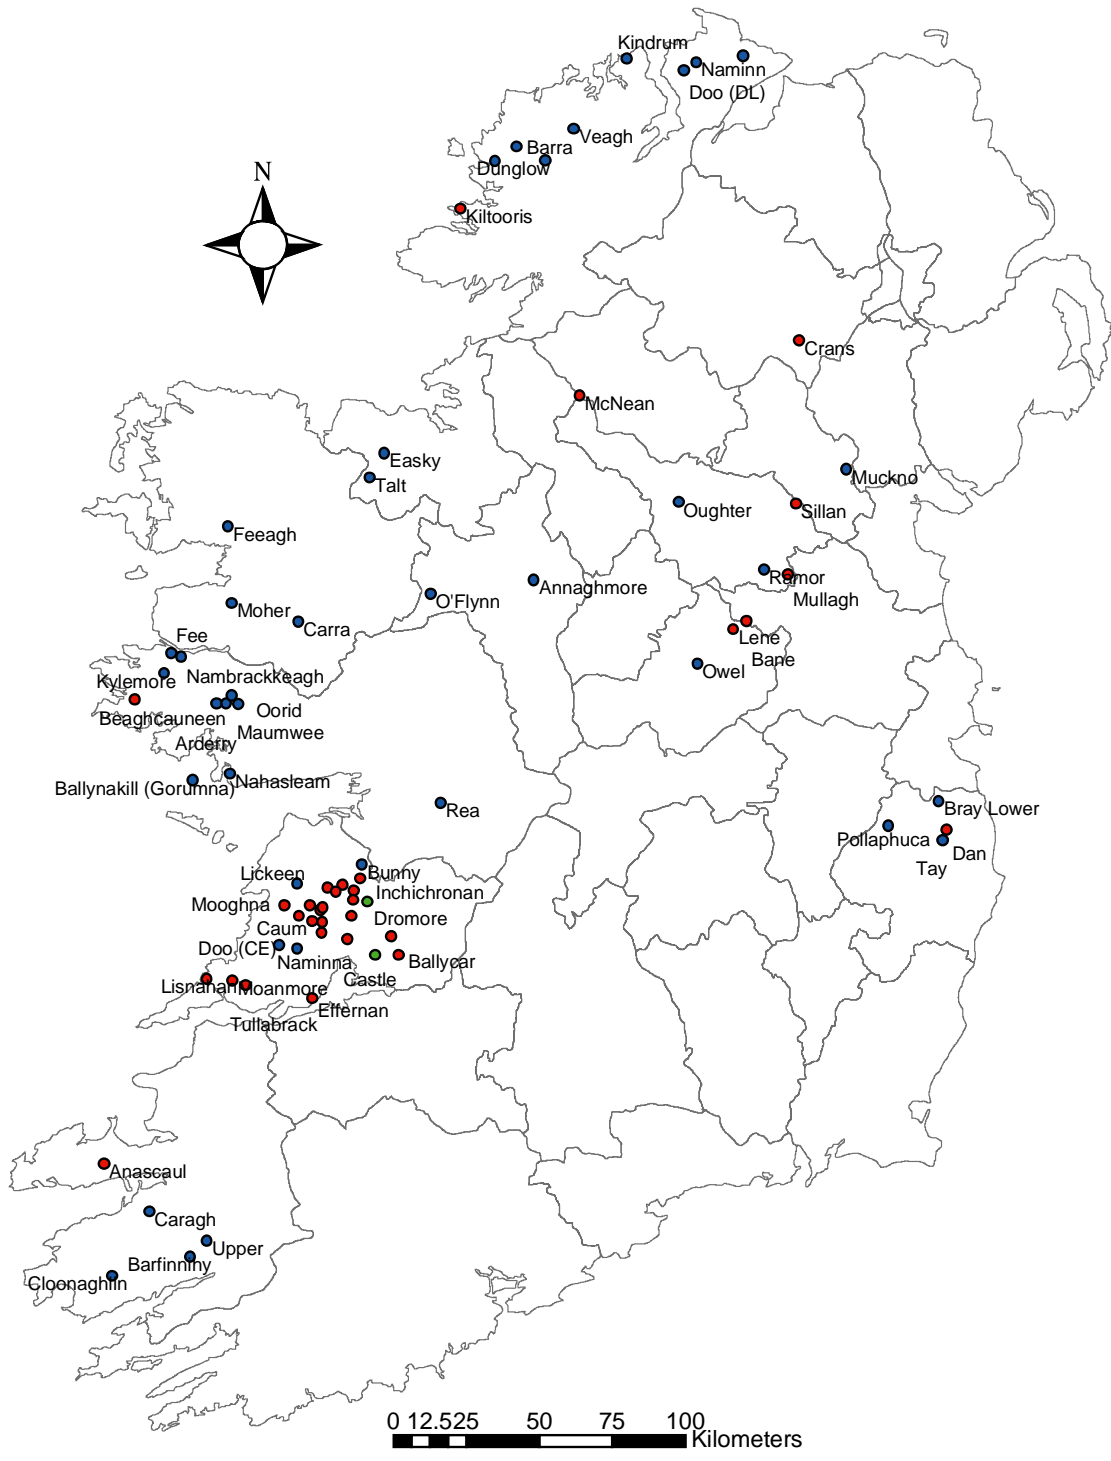 Kindrum
Naminn
Doo (DL)
Veagh
Barra
Dunglow
N
Kiltooris
Crans
McNean
Easky
Talt
Muckno
Oughter
Sillan
Feeagh
Ramor
Mullagh
Annaghmore
O'Flynn
Moher
Carra
Lene
Bane
Owel
Fee
Nambrackkeagh
Kylemore
Beaghcauneen
Oorid
Maumwee
Arderry
Nahasleam
Ballynakill (Gorumna)
Rea
Bray Lower
Pollaphuca
Dan
Tay
Lickeen
Bunny
Inchichronan
Mooghna
Dromore
Caum
Doo (CE)
Naminna
Ballycar
Castle
Lisnahan
Moanmore
Effernan
Tullabrack
Anascaul
Caragh
Upper
Barfinnihy
Cloonaghlin
0 12.525 50 75 100
Kilometers